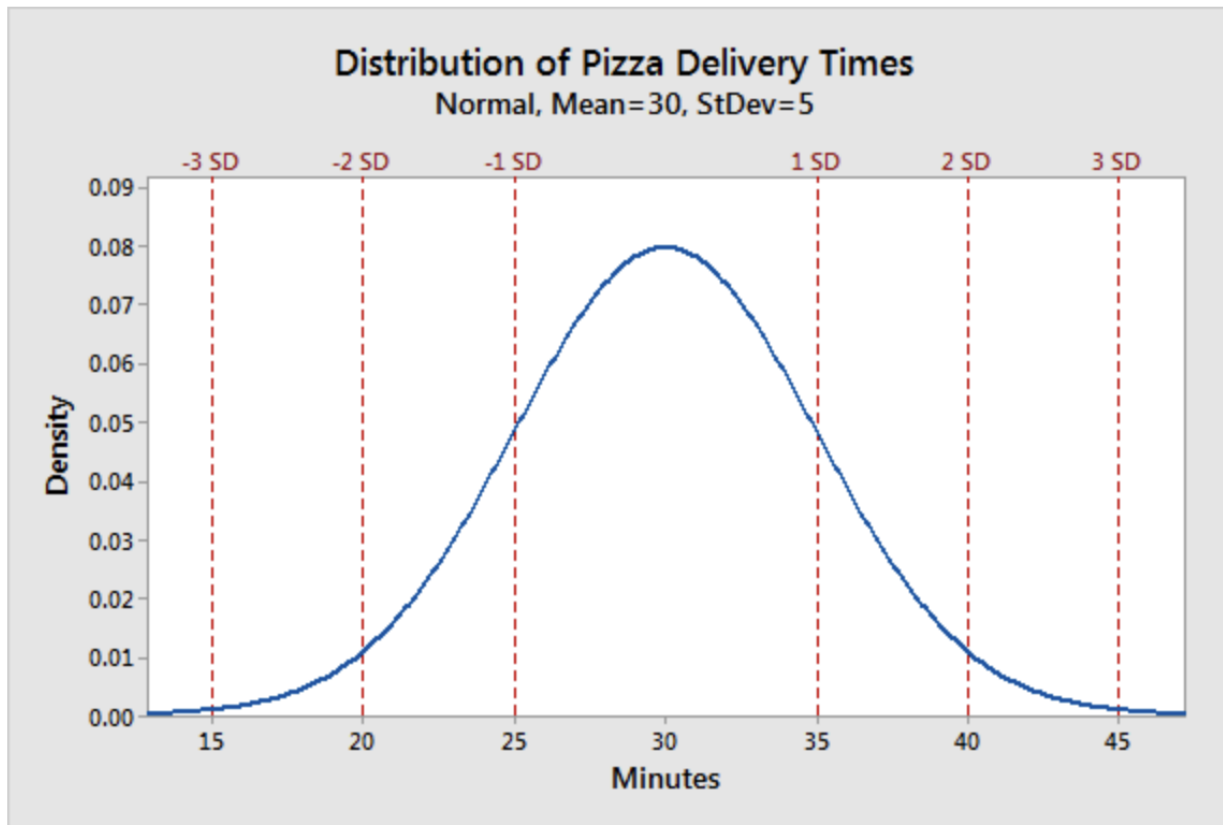 Distribution of Pizza Delivery Times
Normal, Mean=30, StDev=5
-3 SD -2 SD -1 SD 1 SD 2 SD 3 SD
0.09
0.08
0.07
0.06
0.05
0.04
0.03
0.02
0.01
0.00
Density
15 20 25 30 35 40 45
Minutes